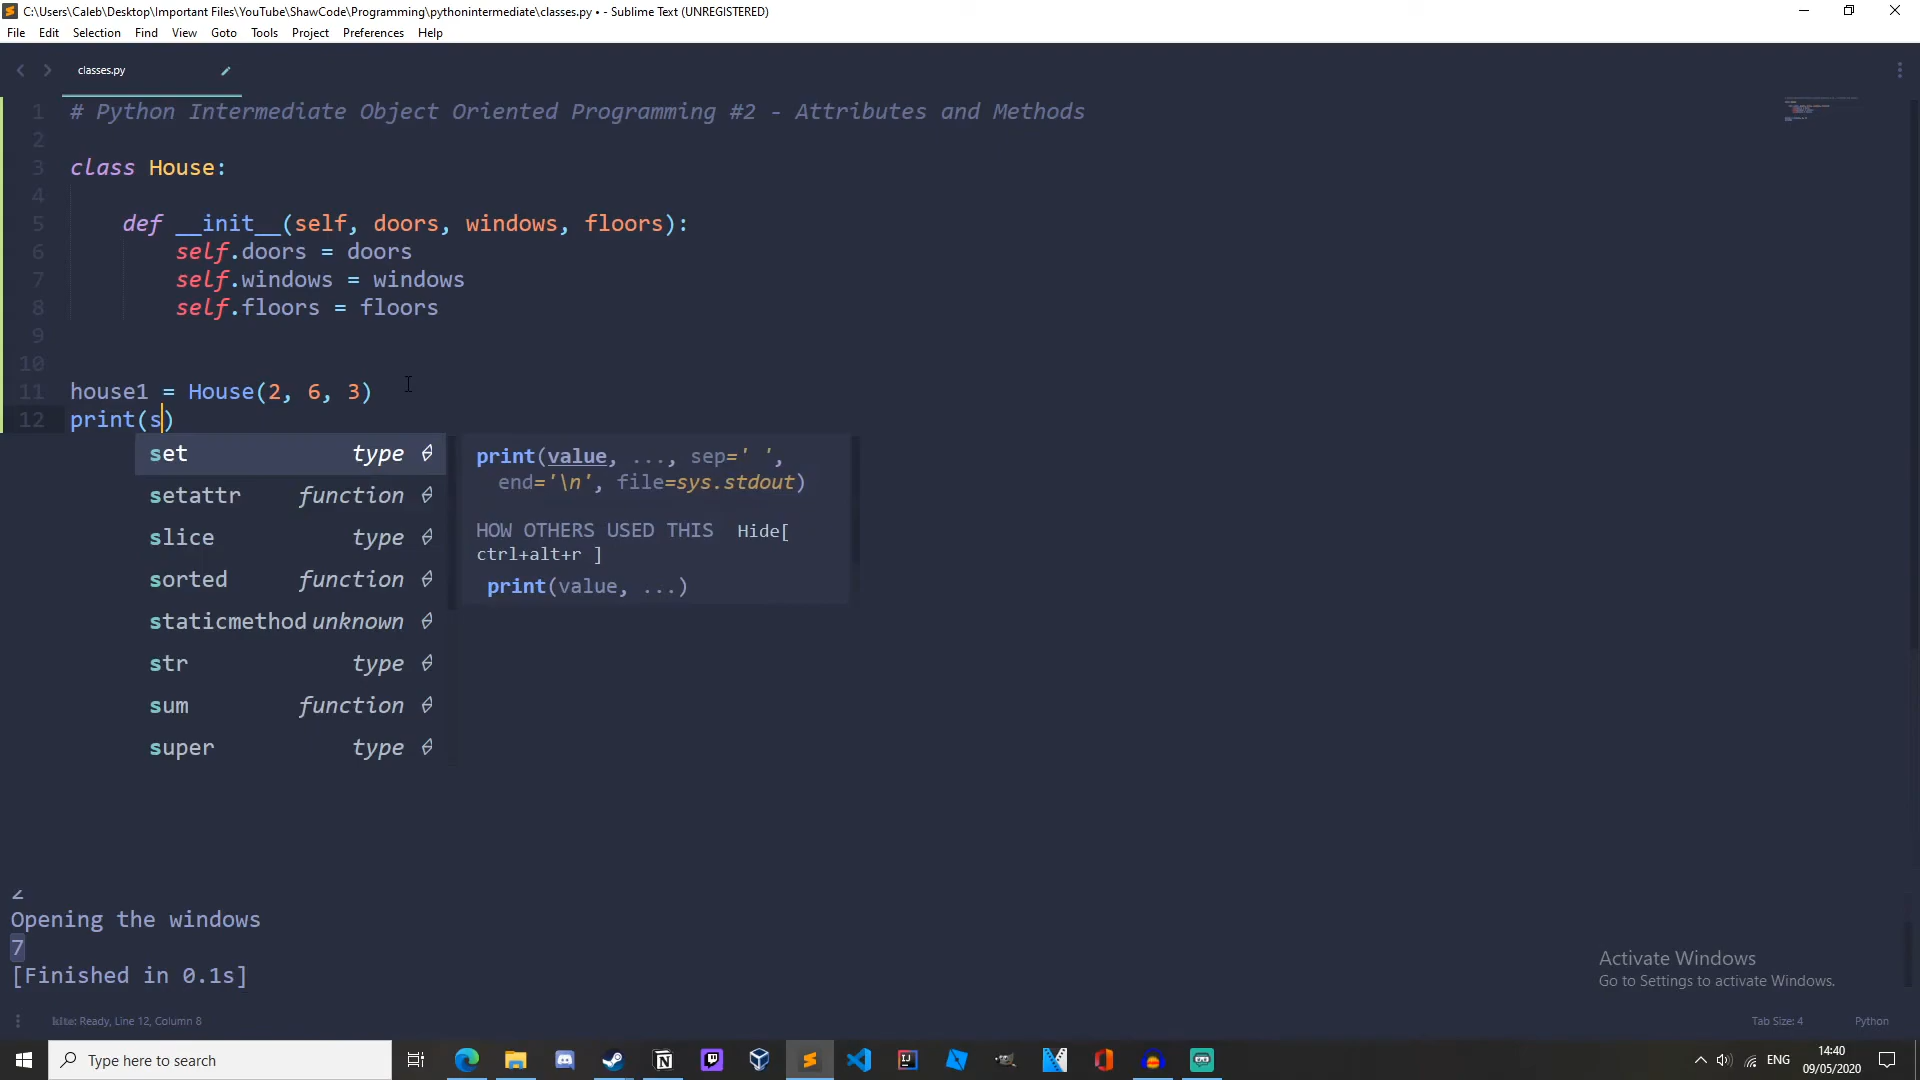 C:\Users\Caleb\Desktop\Important Files\YouTube\ShawCode\Programming\pythonintermediate\classes.py • - Sublime Text (UNREGISTERED)
File Edit Selection Find View Goto Tools Project Preferences Help
classes.py
1 # Python Intermediate Object Oriented Programming #2 - Attributes and Methods
2
3 class House:
4
5 def __init__(self, doors, windows, floors):
6 self.doors = doors
7 self.windows = windows
8 self.floors = floors
9
10
11 house1 = House(2, 6, 3)
12 print(s)
set type
setattr function
slice type
sorted function
staticmethod unknown
str type
sum function
super type
print(value, ..., sep=' ',
end='\n', file=sys.stdout)
HOW OTHERS USED THIS Hide[
ctrl+alt+r ]
print(value, ...)
2
Opening the windows
7
[Finished in 0.1s]
Activate Windows
Go to Settings to activate Windows.
kite: Ready, Line 12, Column 8 Tab Size: 4 Python
Type here to search
ENG
14:40
09/05/2020